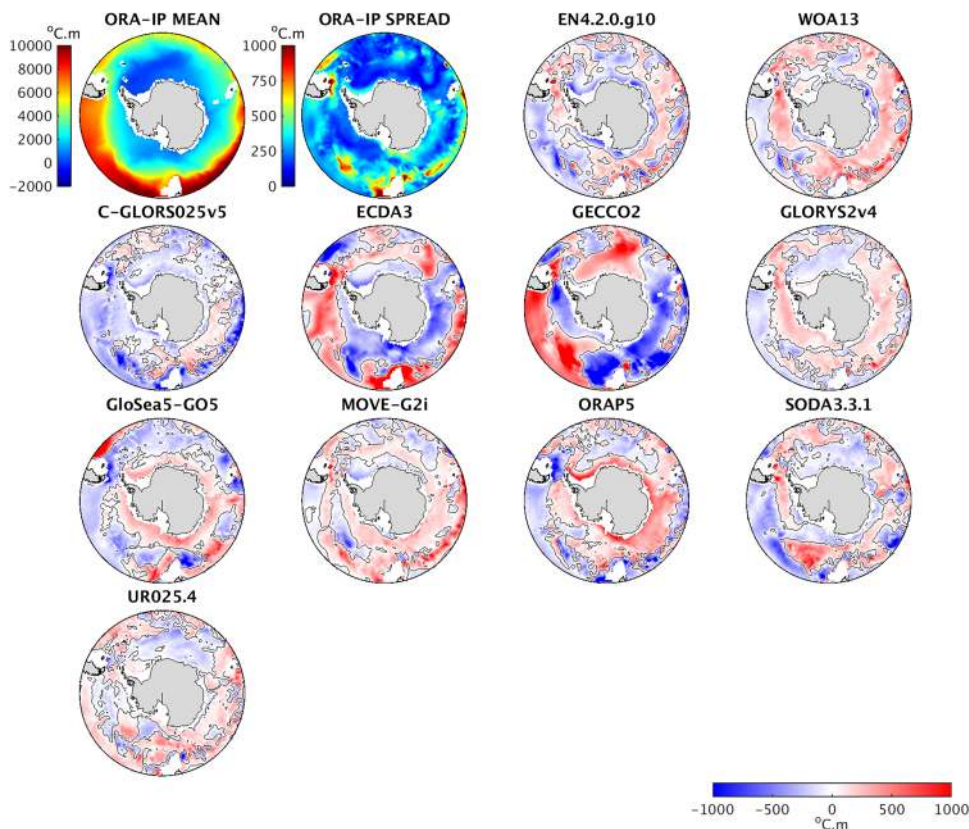 ORA-IP MEAN
ORA-IP SPREAD
EN4.2.0.g10
WOA13
°C.m
10000
8000
6000
4000
2000
0
−2000
°C.m
1000
750
500
250
0
C-GLORS025v5
ECDA3
GECCO2
GLORYS2v4
GloSea5-GO5
MOVE-G2i
ORAP5
SODA3.3.1
UR025.4
−1000 −500 0 500 1000
°C.m